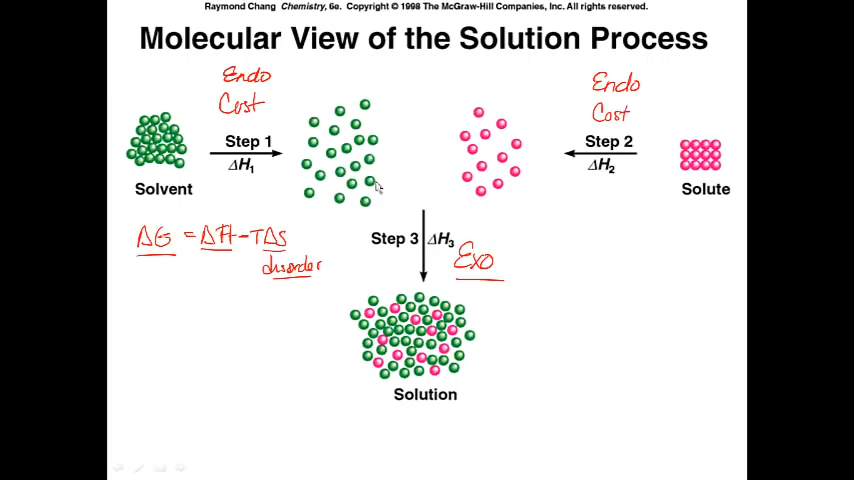 Raymond Chang Chemistry, 6e. Copyright © 1998 The McGraw-Hill Companies, Inc. All rights reserved.
Molecular View of the Solution Process
Endo
Cost
Endo
Cost
Step 1
ΔH1
Step 2
ΔH2
Solvent
Solute
ΔG = ΔH - TΔS
disorder
Step 3
ΔH3
Exo
Solution